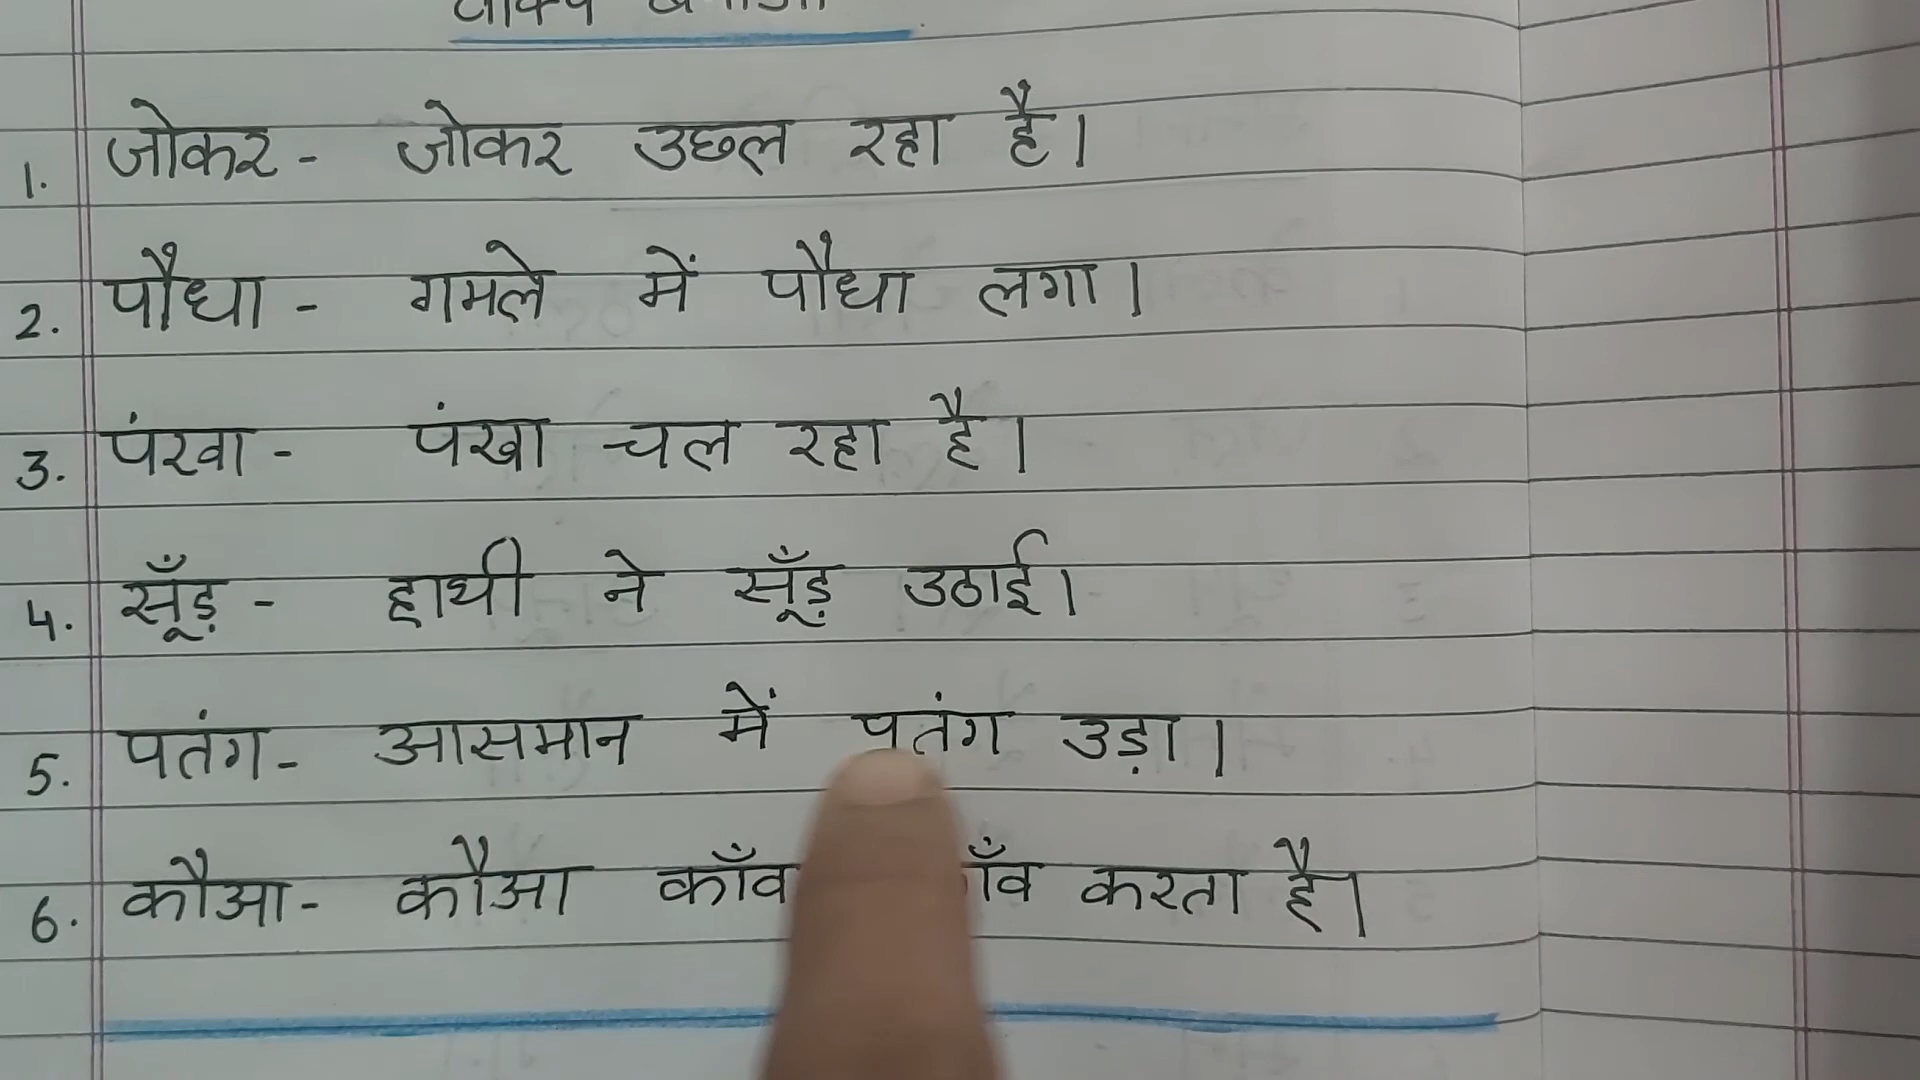 वाक्य बनाओ
1. जोकर - जोकर उछल रहा है।
2. पौधा - गमले में पौधा लगा।
3. पंखा - पंखा चल रहा है।
4. सूँड़ - हाथी ने सूँड़ उठाई।
5. पतंग - आसमान में पतंग उड़ा।
6. कौआ - कौआ काँव करता है।